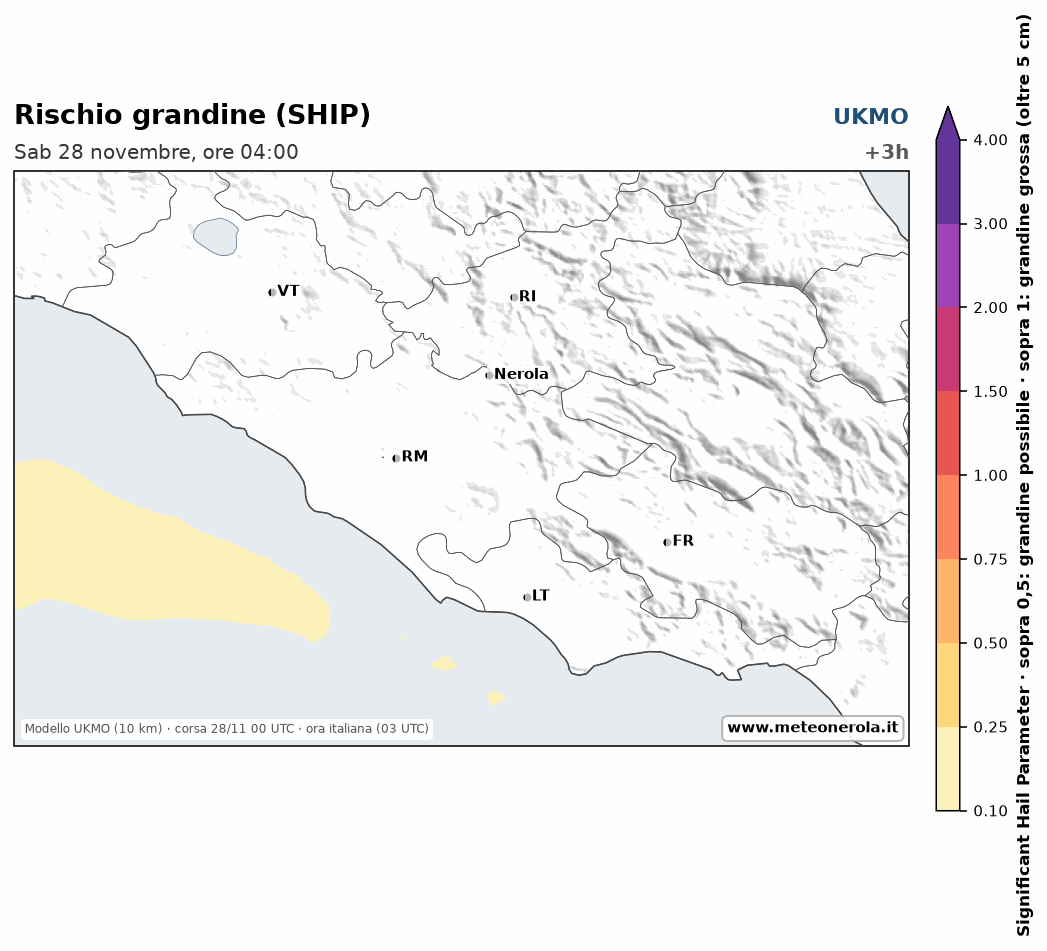 Rischio grandine (SHIP)
UKMO
Sab 28 novembre, ore 04:00
+3h
VT
RI
Nerola
RM
FR
LT
Modello UKMO (10 km) · corsa 28/11 00 UTC · ora italiana (03 UTC)
www.meteonerola.it
4.00
3.00
2.00
1.50
1.00
0.75
0.50
0.25
0.10
Significant Hail Parameter · sopra 0,5: grandine possibile · sopra 1: grandine grossa (oltre 5 cm)